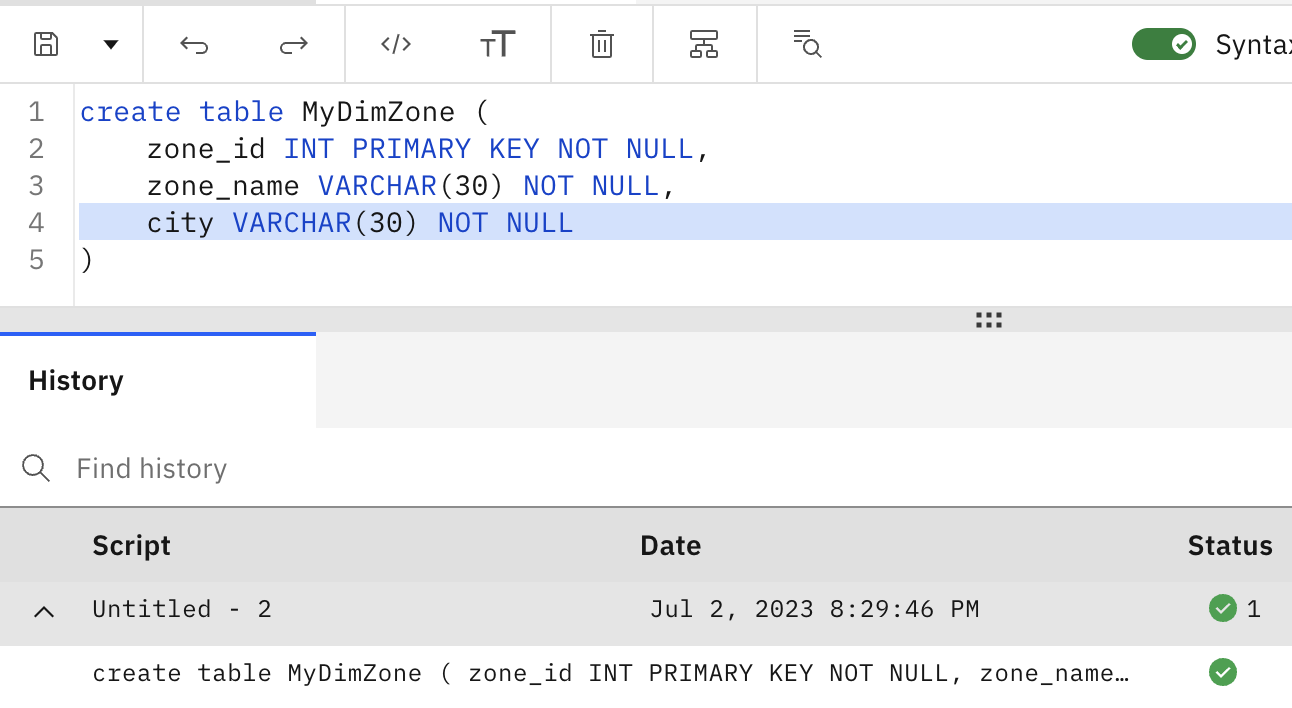 </>
TT
Syntax
1 create table MyDimZone (
2 zone_id INT PRIMARY KEY NOT NULL,
3 zone_name VARCHAR(30) NOT NULL,
4 city VARCHAR(30) NOT NULL
5 )
History
Find history
Script Date Status
Untitled - 2 Jul 2, 2023 8:29:46 PM 1
create table MyDimZone ( zone_id INT PRIMARY KEY NOT NULL, zone_name…